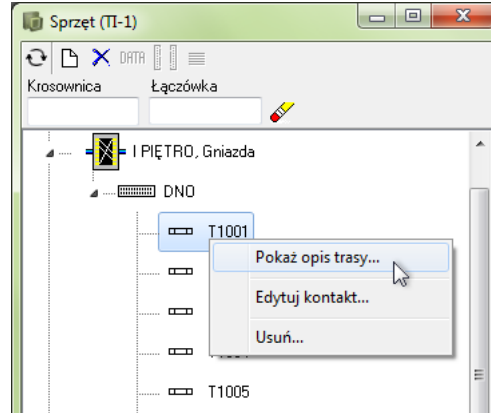 Sprzęt (TI-1)
DATA
Krosownica Łączówka
I PIĘTRO, Gniazda
DNO
T1001
Pokaż opis trasy...
Edytuj kontakt...
Usuń...
T1005